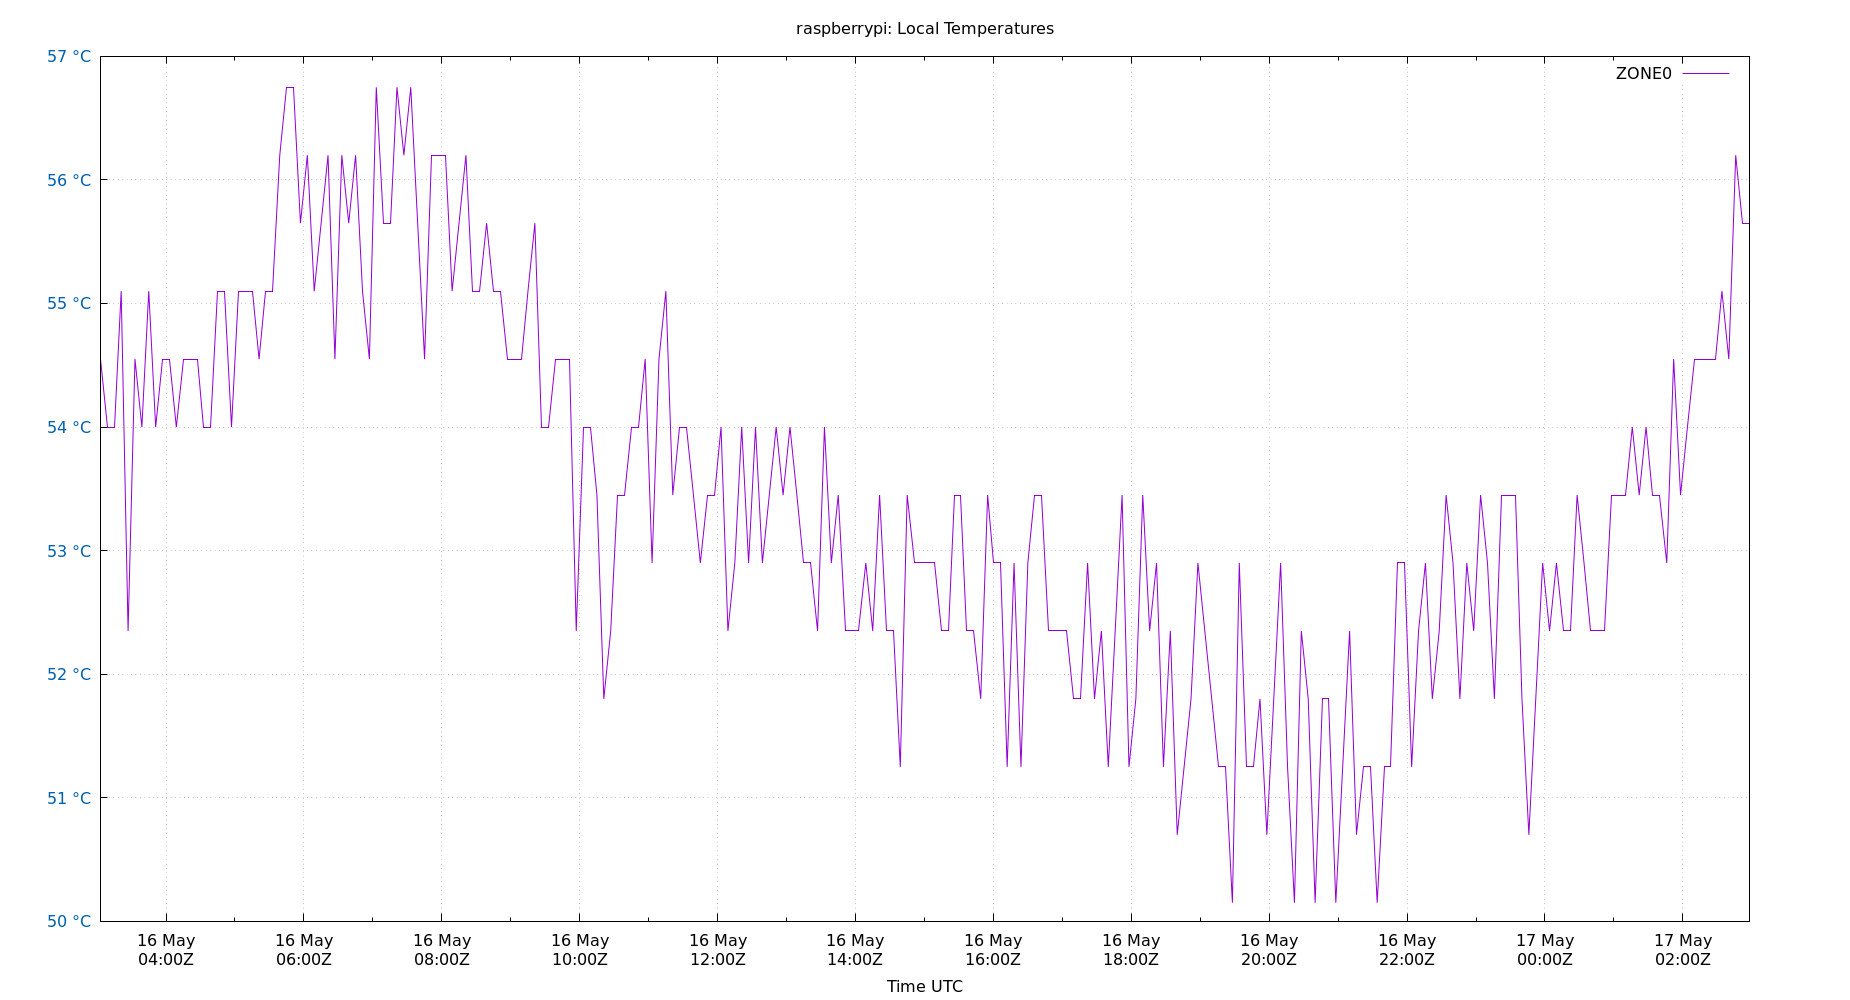 raspberrypi: Local Temperatures
57 °C
ZONE0
56 °C
55 °C
54 °C
53 °C
52 °C
51 °C
50 °C
16 May 16 May 16 May 16 May 16 May 16 May 16 May 16 May 16 May 16 May 17 May 17 May
04:00Z 06:00Z 08:00Z 10:00Z 12:00Z 14:00Z 16:00Z 18:00Z 20:00Z 22:00Z 00:00Z 02:00Z
Time UTC